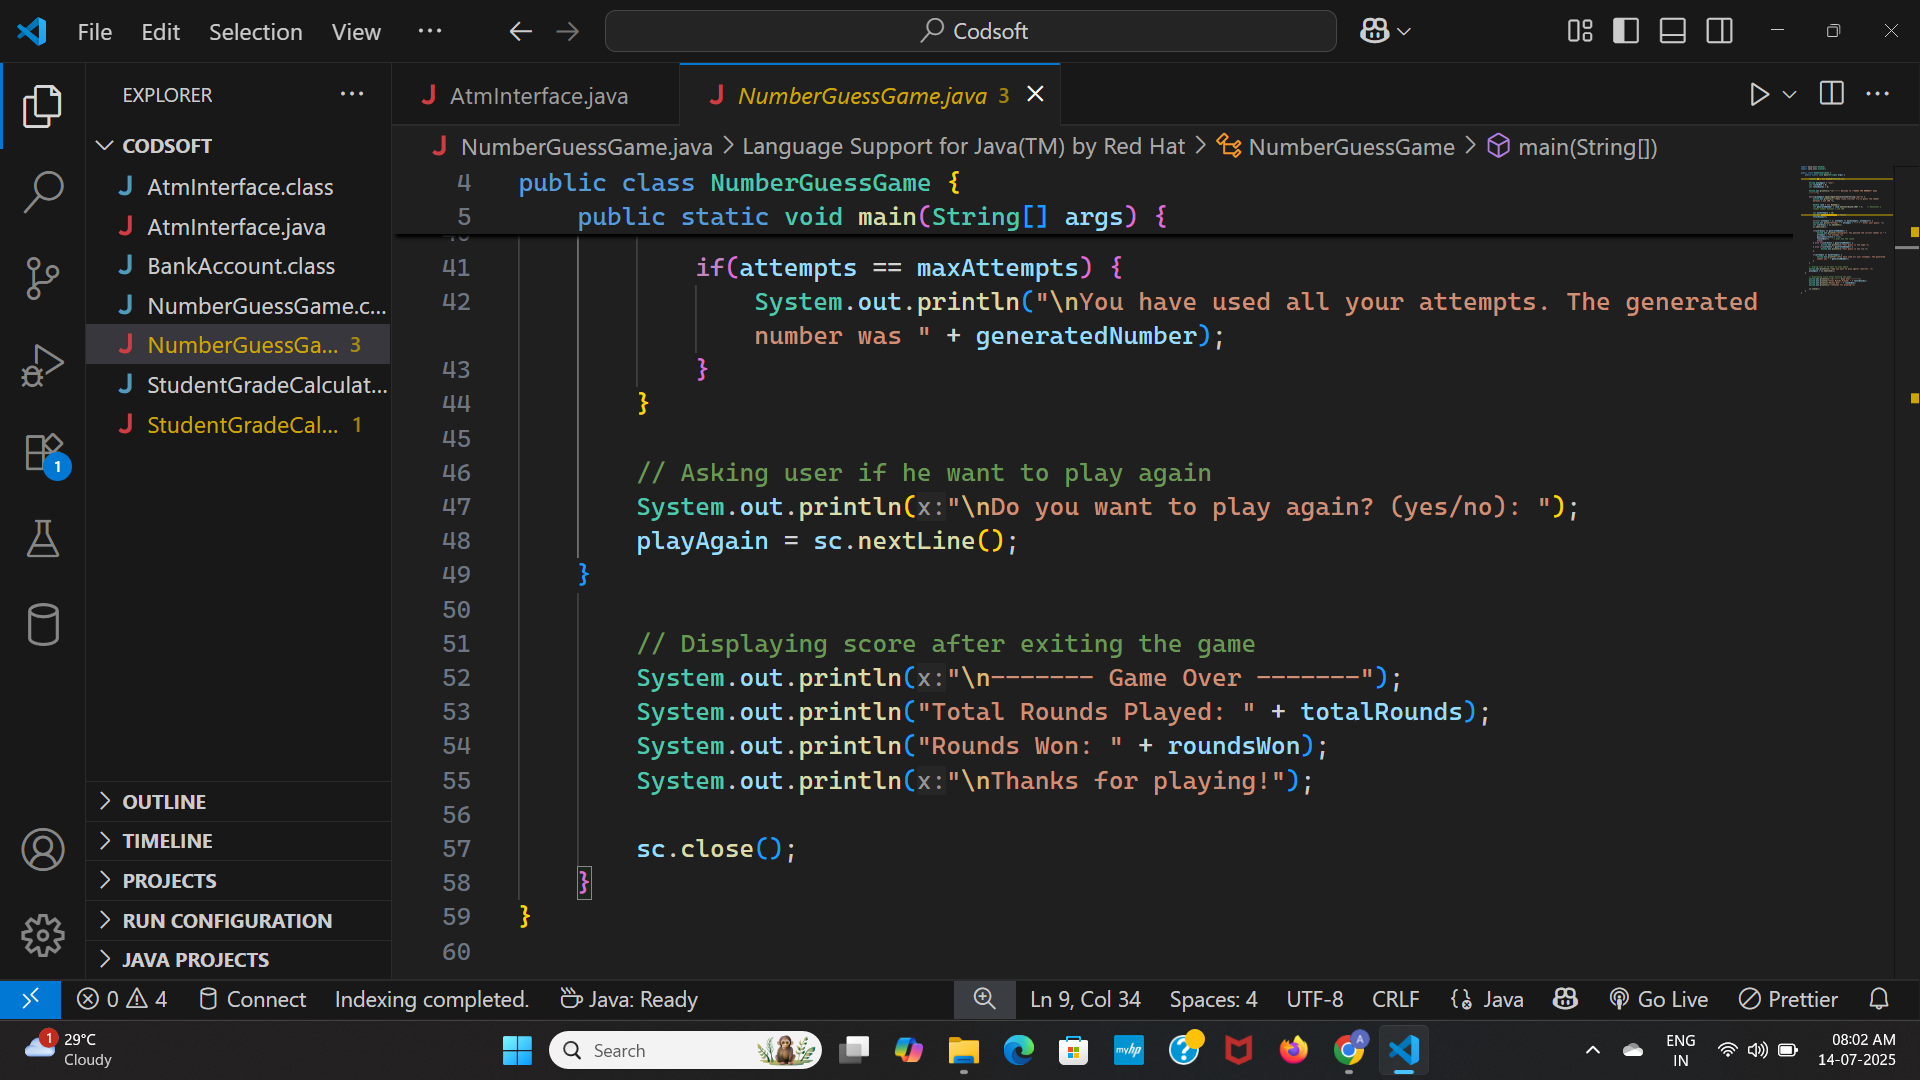 File Edit Selection View ··· Codsoft
EXPLORER ···
CODSOFT
AtmInterface.class
AtmInterface.java
BankAccount.class
NumberGuessGame.c...
NumberGuessGa... 3
StudentGradeCalculat...
StudentGradeCal... 1
OUTLINE
TIMELINE
PROJECTS
RUN CONFIGURATION
JAVA PROJECTS
1
AtmInterface.java NumberGuessGame.java 3
NumberGuessGame.java > Language Support for Java(TM) by Red Hat > NumberGuessGame > main(String[])
4 public class NumberGuessGame {
5 public static void main(String[] args) {
41 if(attempts == maxAttempts) {
42 System.out.println("\nYou have used all your attempts. The generated
number was " + generatedNumber);
43 }
44 }
45
46 // Asking user if he want to play again
47 System.out.println(x:"\nDo you want to play again? (yes/no): ");
48 playAgain = sc.nextLine();
49 }
50
51 // Displaying score after exiting the game
52 System.out.println(x:"\n------- Game Over -------");
53 System.out.println("Total Rounds Played: " + totalRounds);
54 System.out.println("Rounds Won: " + roundsWon);
55 System.out.println(x:"\nThanks for playing!");
56
57 sc.close();
58 }
59 }
60
0 4 Connect Indexing completed. Java: Ready Ln 9, Col 34 Spaces: 4 UTF-8 CRLF Java Go Live Prettier
1 29°C
Cloudy
Search
myhp
A
ENG
IN
08:02 AM
14-07-2025